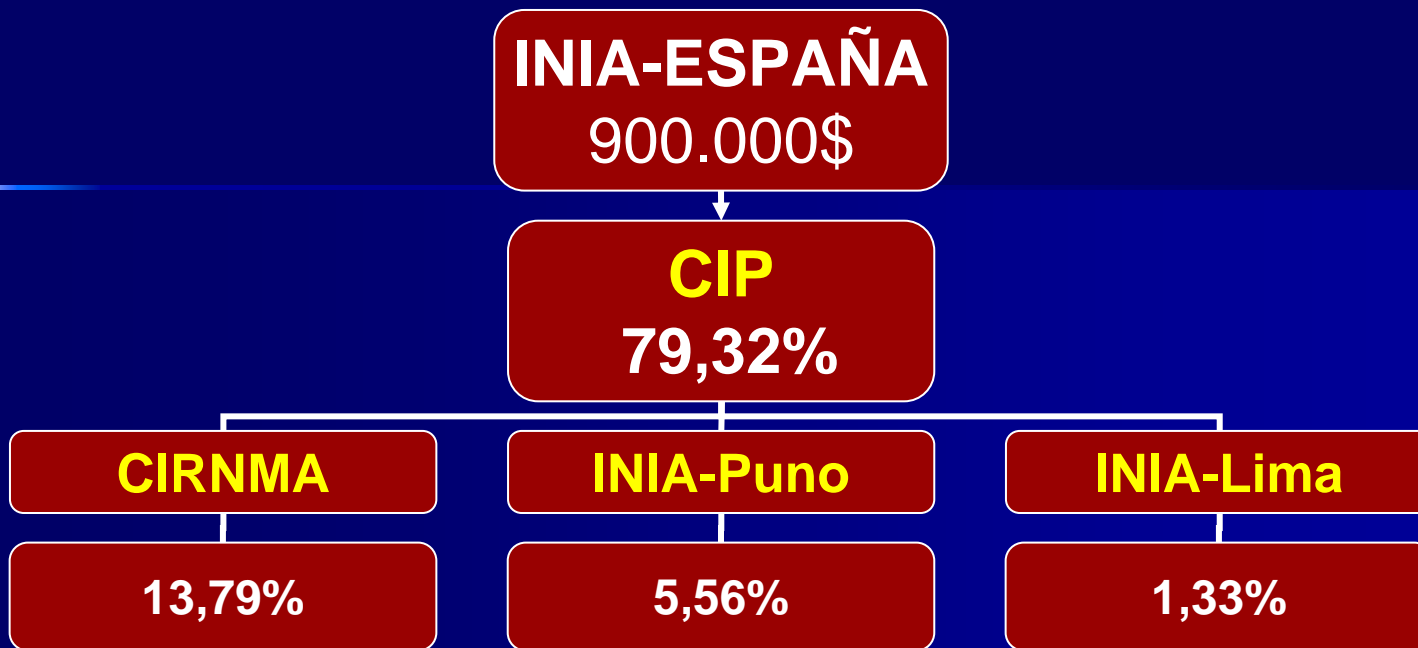 INIA-ESPAÑA
900.000$
CIP
79,32%
CIRNMA
INIA-Puno
INIA-Lima
13,79%
5,56%
1,33%